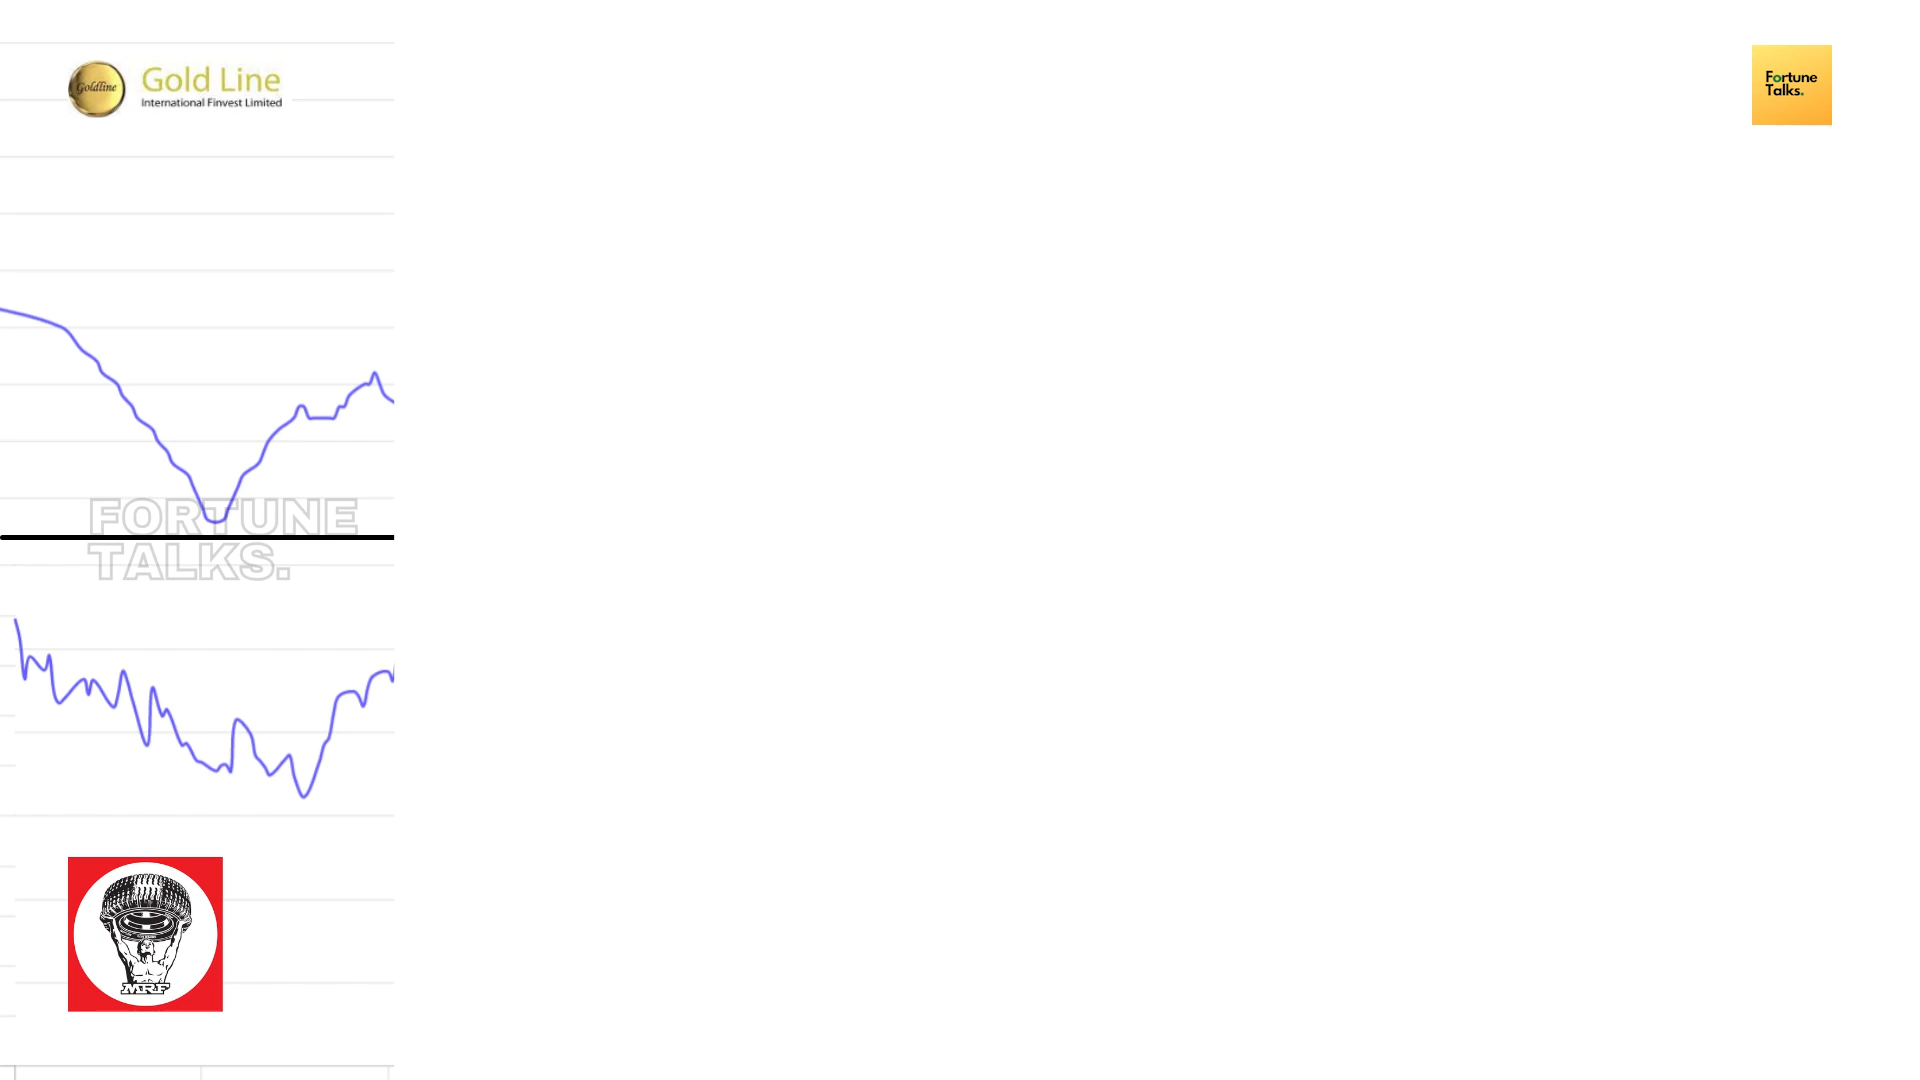 Goldline
Gold Line
International Finvest Limited
Fortune
Talks.
FORTUNE
TALKS.
MRF